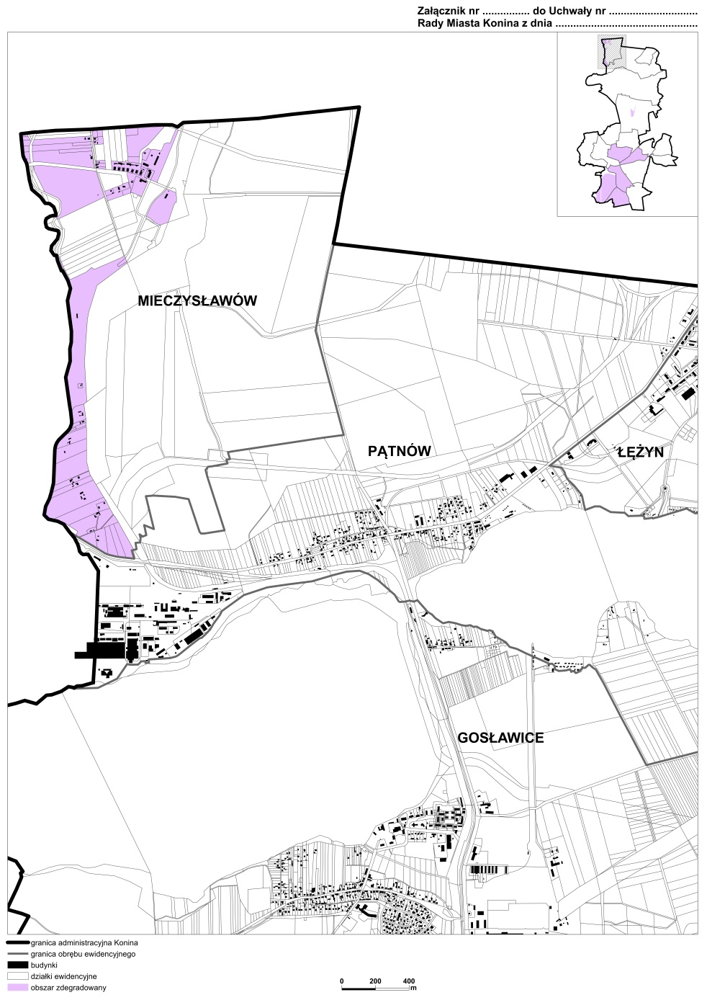 Załącznik nr ................ do Uchwały nr ..............................
Rady Miasta Konina z dnia ................................................
MIECZYSŁAWÓW
PĄTNÓW
ŁĘŻYN
GOSŁAWICE
granica administracyjna Konina
granica obrębu ewidencyjnego
budynki
działki ewidencyjne
obszar zdegradowany
0 200 400
m